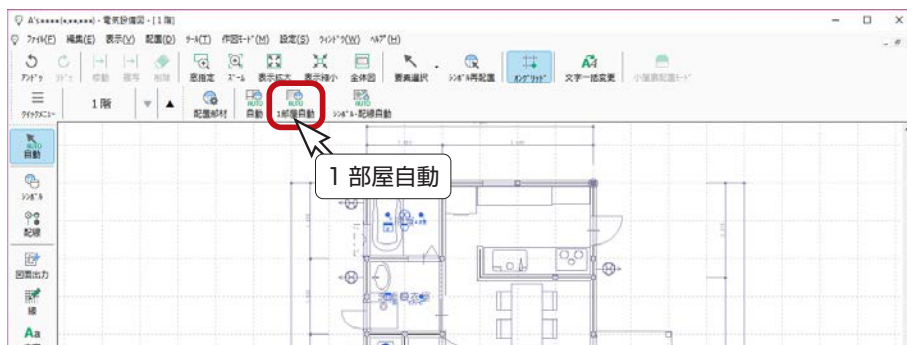 A's●●●●(●,●●,●●●) - 電気設備図 - [1 階]
ファイル(F) 編集(E) 表示(V) 配置(D) ツール(T) 作図モード(M) 設定(S) ウィンドウ(W) ヘルプ(H)
アンドゥ リドゥ 移動 複写 削除 窓指定 ズーム 表示拡大 表示縮小 全体図 要素選択 シンボル再配置 オングリッド 文字一括変更 小屋裏配置モード
クイックメニュー 1階 ▼ ▲ 配置部材 自動 1部屋自動 シンボル・配線自動
自動
1 部屋自動
シンボル
配線
図面出力
線
Aa